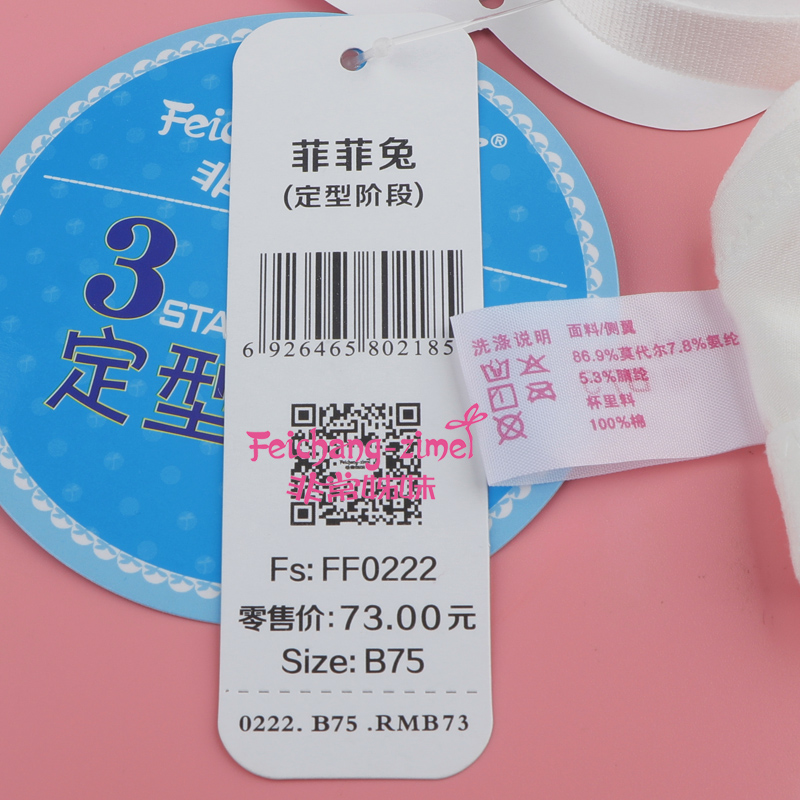 菲菲兔
(定型阶段)
6 926465 802185
Feichang-zimei
非常姊妹
Fs: FF0222
零售价: 73.00元
Size: B75
0222. B75 .RMB73
®
3
STA
定型
洗涤说明
面料/侧翼
86.9%莫代尔7.8%氨纶
5.3%腈纶
杯里料
100%棉